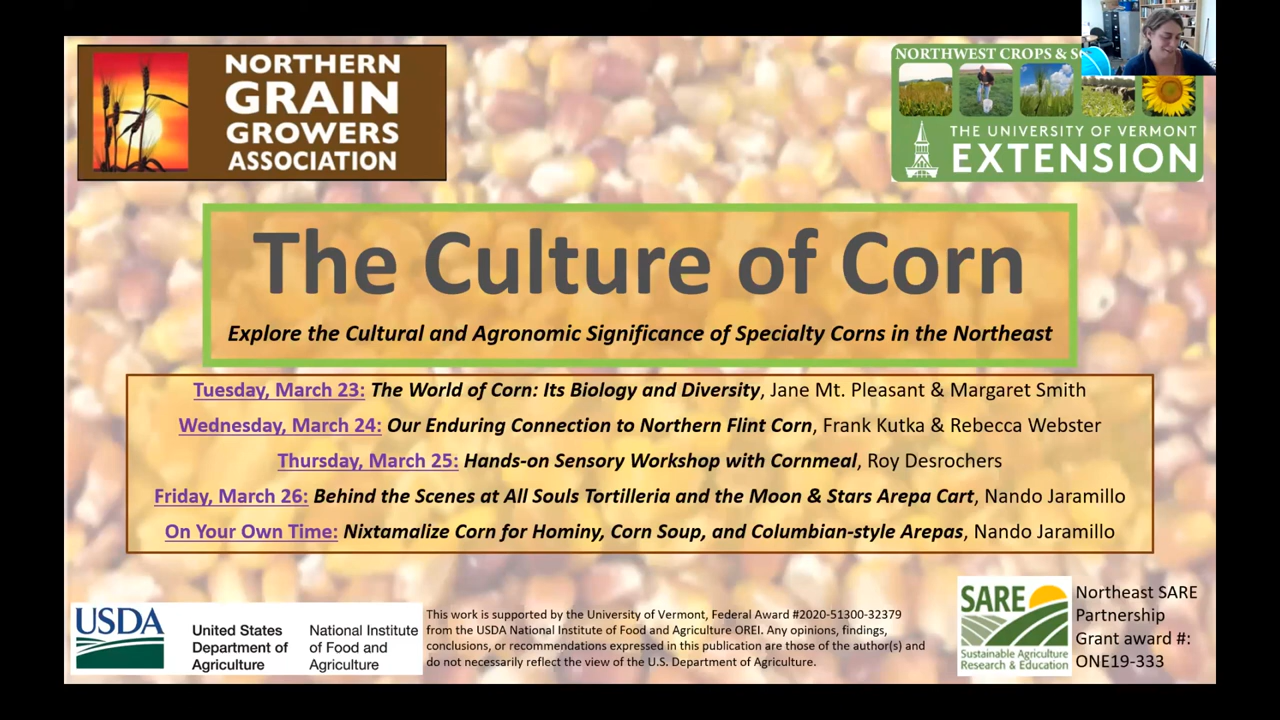 NORTHERN
GRAIN
GROWERS
ASSOCIATION
NORTHWEST CROPS &
THE UNIVERSITY OF VERMONT
EXTENSION
The Culture of Corn
Explore the Cultural and Agronomic Significance of Specialty Corns in the Northeast
Tuesday, March 23: The World of Corn: Its Biology and Diversity, Jane Mt. Pleasant & Margaret Smith
Wednesday, March 24: Our Enduring Connection to Northern Flint Corn, Frank Kutka & Rebecca Webster
Thursday, March 25: Hands-on Sensory Workshop with Cornmeal, Roy Desrochers
Friday, March 26: Behind the Scenes at All Souls Tortilleria and the Moon & Stars Arepa Cart, Nando Jaramillo
On Your Own Time: Nixtamalize Corn for Hominy, Corn Soup, and Columbian-style Arepas, Nando Jaramillo
USDA
United States
Department of
Agriculture
National Institute
of Food and
Agriculture
This work is supported by the University of Vermont, Federal Award #2020-51300-32379
from the USDA National Institute of Food and Agriculture OREI. Any opinions, findings,
conclusions, or recommendations expressed in this publication are those of the author(s) and
do not necessarily reflect the view of the U.S. Department of Agriculture.
SARE
Sustainable Agriculture
Research & Education
Northeast SARE
Partnership
Grant award #:
ONE19-333